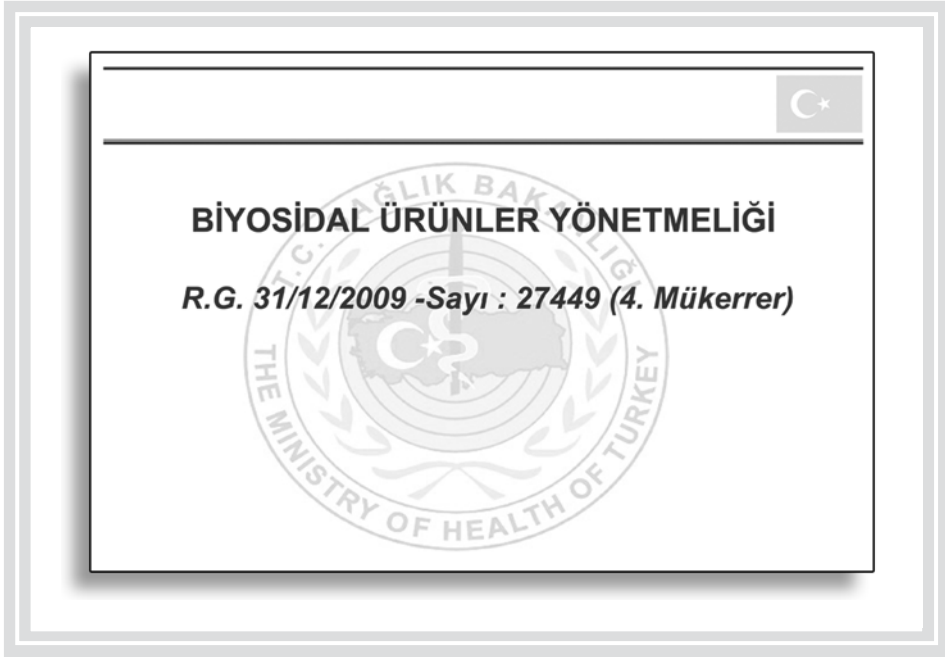 BİYOSİDAL ÜRÜNLER YÖNETMELİĞİ
R.G. 31/12/2009 -Sayı : 27449 (4. Mükerrer)
T.C. SAĞLIK BAKANLIĞI
THE MINISTRY OF HEALTH OF TURKEY